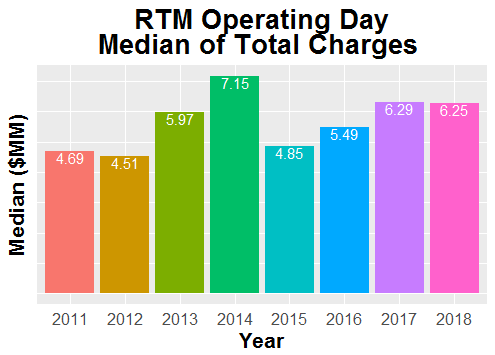 RTM Operating Day
Median of Total Charges
Median ($MM)
4.69 4.51 5.97 7.15 4.85 5.49 6.29 6.25
2011 2012 2013 2014 2015 2016 2017 2018
Year